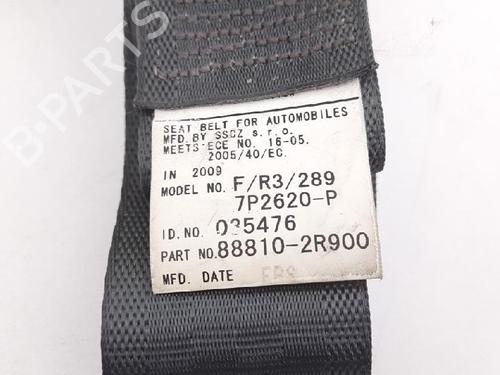 B-PARTS
SEAT BELT FOR AUTOMOBILES
MFD. BY SSCZ s.r.o.
MEETS ECE NO. 16-05.
2005/40/EC.
IN 2009
MODEL NO. F/R3/289
7P2620-P
I.D.NO. 035476
PART NO. 88810-2R900
MFD. DATE